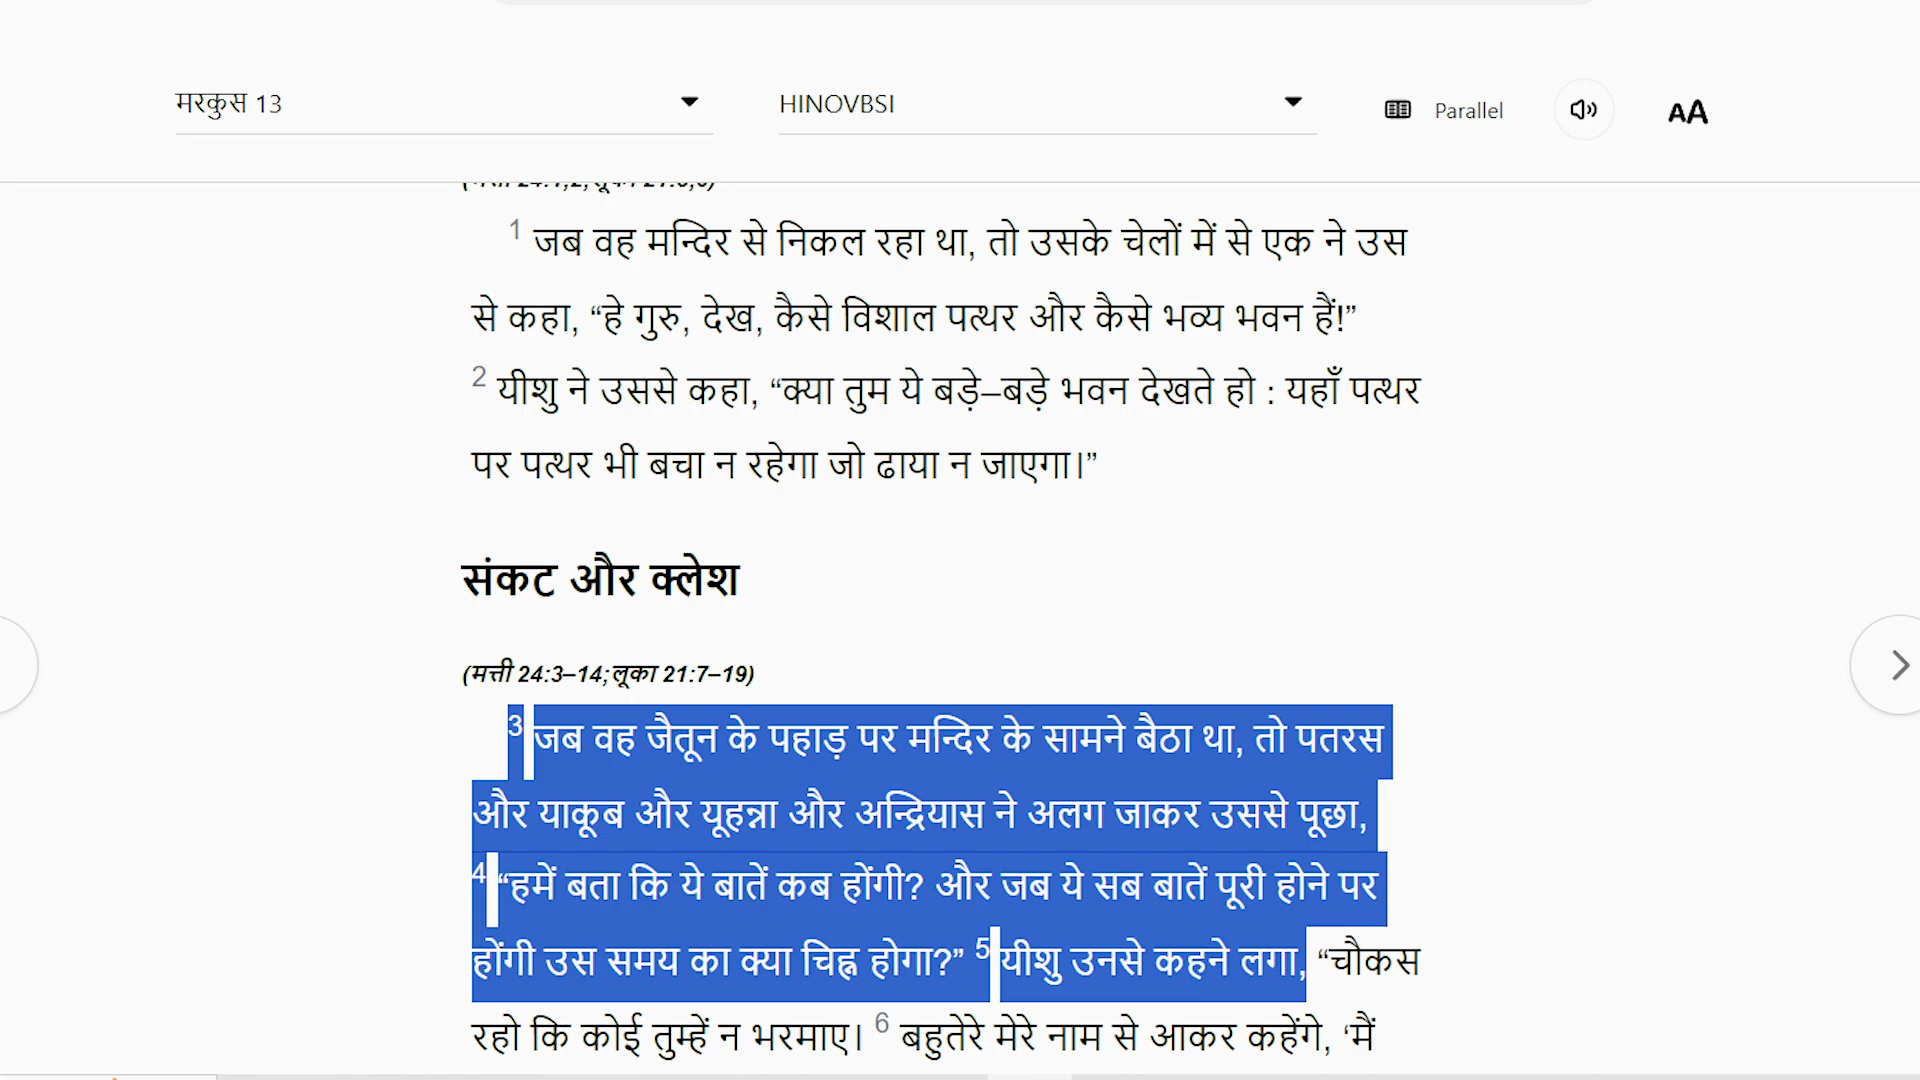 मरकुस 13
HINOVBSI
Parallel
AA
1 जब वह मन्दिर से निकल रहा था, तो उसके चेलों में से एक ने उस
से कहा, “हे गुरु, देख, कैसे विशाल पत्थर और कैसे भव्य भवन हैं!”
2 यीशु ने उससे कहा, “क्या तुम ये बड़े–बड़े भवन देखते हो : यहाँ पत्थर
पर पत्थर भी बचा न रहेगा जो ढाया न जाएगा।”
संकट और क्लेश
(मत्ती 24:3–14; लूका 21:7–19)
3 जब वह जैतून के पहाड़ पर मन्दिर के सामने बैठा था, तो पतरस
और याकूब और यूहन्ना और अन्द्रियास ने अलग जाकर उससे पूछा,
4 “हमें बता कि ये बातें कब होंगी? और जब ये सब बातें पूरी होने पर
होंगी उस समय का क्या चिह्न होगा?” 5 यीशु उनसे कहने लगा, “चौकस
रहो कि कोई तुम्हें न भरमाए। 6 बहुतेरे मेरे नाम से आकर कहेंगे, ‘मैं